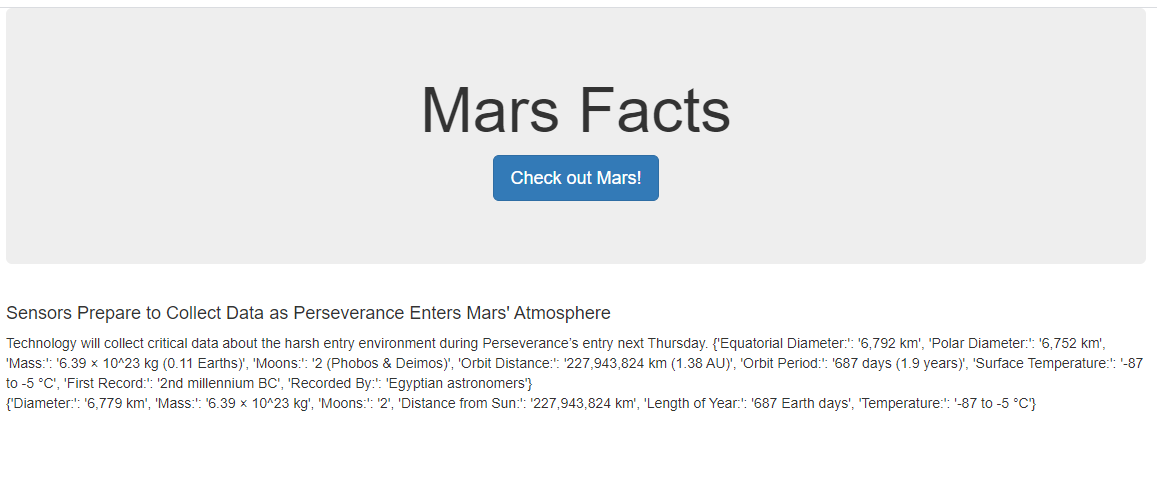 Mars Facts
Check out Mars!
Sensors Prepare to Collect Data as Perseverance Enters Mars' Atmosphere
Technology will collect critical data about the harsh entry environment during Perseverance’s entry next Thursday. {'Equatorial Diameter:': '6,792 km', 'Polar Diameter:': '6,752 km',
'Mass:': '6.39 × 10^23 kg (0.11 Earths)', 'Moons:': '2 (Phobos & Deimos)', 'Orbit Distance:': '227,943,824 km (1.38 AU)', 'Orbit Period:': '687 days (1.9 years)', 'Surface Temperature:': '-87
to -5 °C', 'First Record:': '2nd millennium BC', 'Recorded By:': 'Egyptian astronomers'}
{'Diameter:': '6,779 km', 'Mass:': '6.39 × 10^23 kg', 'Moons:': '2', 'Distance from Sun:': '227,943,824 km', 'Length of Year:': '687 Earth days', 'Temperature:': '-87 to -5 °C'}